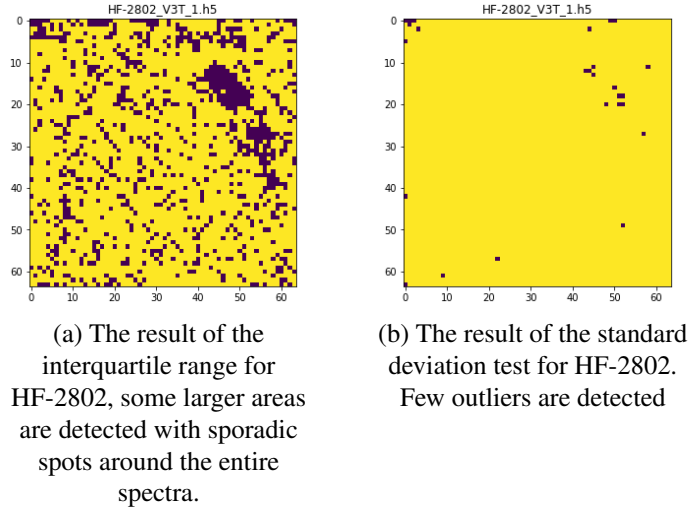 HF-2802_V3T_1.h5
0
10
20
30
40
50
60
0 10 20 30 40 50 60
(a) The result of the
interquartile range for
HF-2802, some larger areas
are detected with sporadic
spots around the entire
spectra.
HF-2802_V3T_1.h5
0
10
20
30
40
50
60
0 10 20 30 40 50 60
(b) The result of the standard
deviation test for HF-2802.
Few outliers are detected